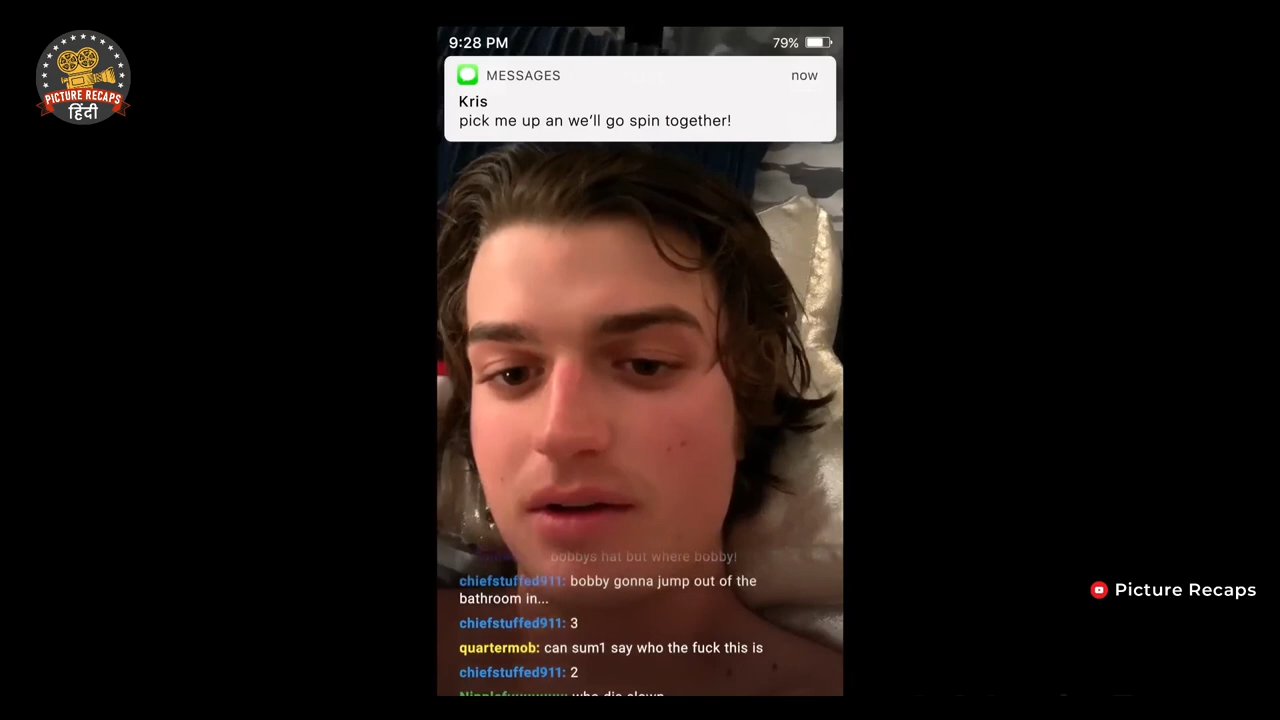 PICTURE RECAPS
हिंदी
9:28 PM
79%
MESSAGES
now
Kris
pick me up an we'll go spin together!
bobbys hat but where bobby!
chiefstuffed911: bobby gonna jump out of the
bathroom in...
chiefstuffed911: 3
quartermob: can sum1 say who the fuck this is
chiefstuffed911: 2
Picture Recaps